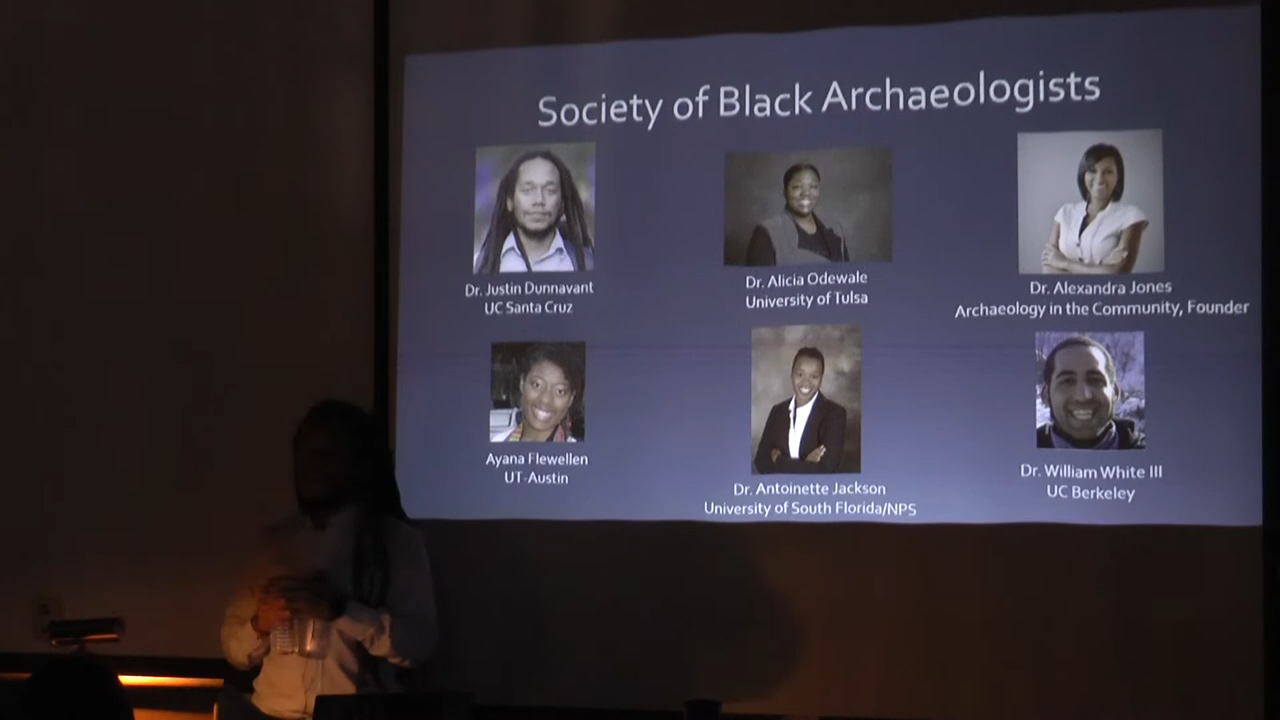 Society of Black Archaeologists
Dr. Justin Dunnavant
UC Santa Cruz
Dr. Alicia Odewale
University of Tulsa
Dr. Alexandra Jones
Archaeology in the Community, Founder
Ayana Flewellen
UT-Austin
Dr. Antoinette Jackson
University of South Florida/NPS
Dr. William White III
UC Berkeley